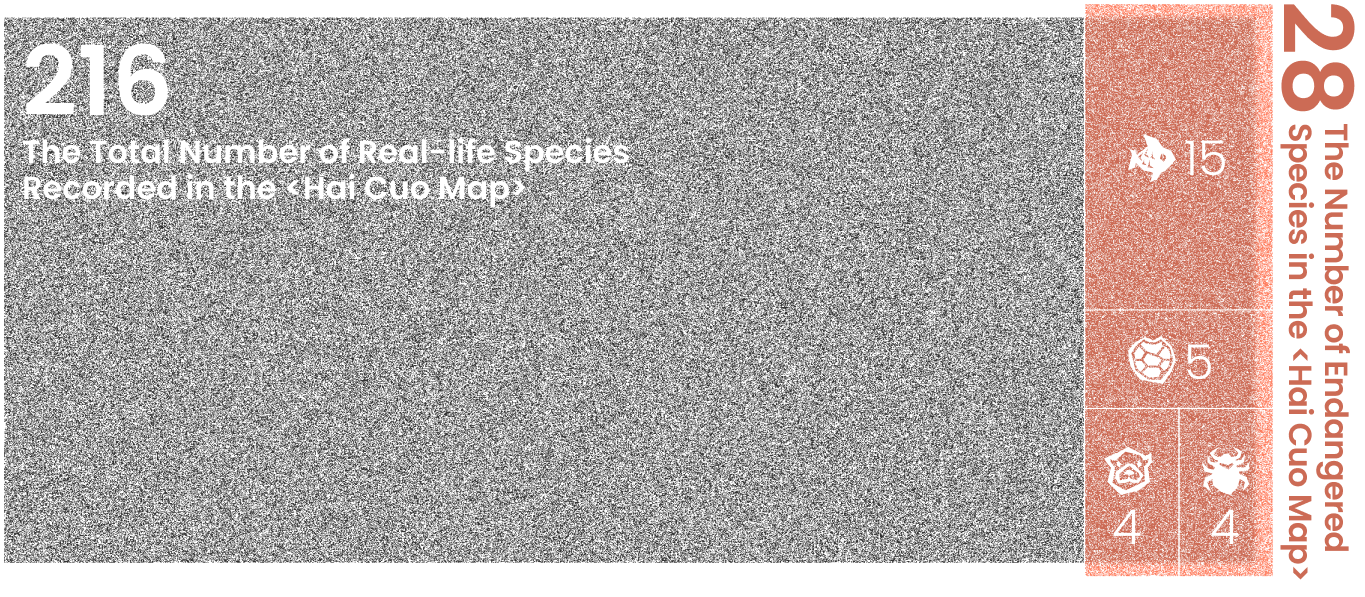 216
The Total Number of Real-life Species
Recorded in the <Hai Cuo Map>
15
5
4
4
28
The Number of Endangered
Species in the <Hai Cuo Map>